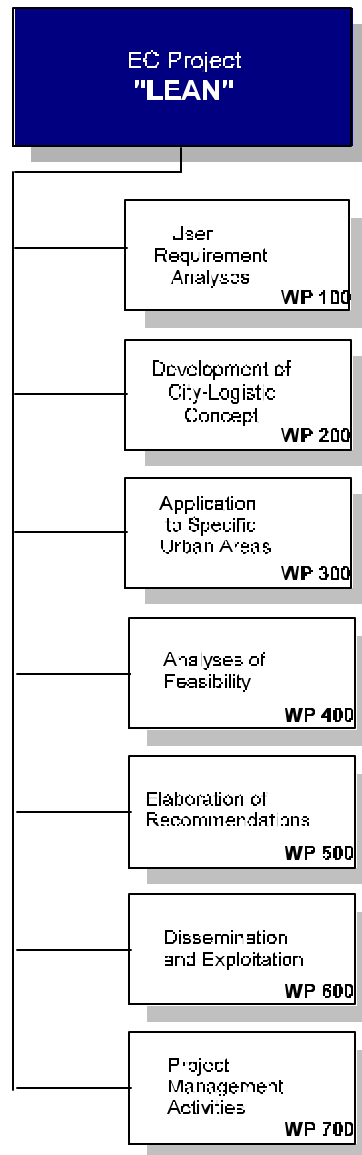 EC Project
"LEAN"
User
Requirement
Analyses
WP 100
Development of
City-Logistic
Concept
WP 200
Application
to Specific
Urban Areas
WP 300
Analyses of
Feasibility
WP 400
Elaboration of
Recommendations
WP 500
Dissemination
and Exploitation
WP 600
Project
Management
Activities
WP 700